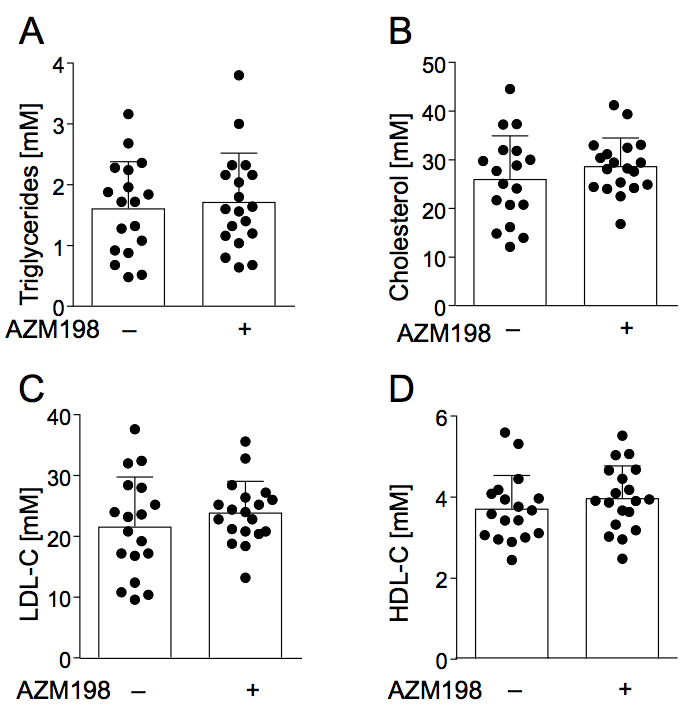 A
Triglycerides [mM]
4
3
2
1
0
AZM198 – +
B
Cholesterol [mM]
50
40
30
20
10
0
AZM198 – +
C
LDL-C [mM]
40
30
20
10
0
AZM198 – +
D
HDL-C [mM]
6
4
2
0
AZM198 – +